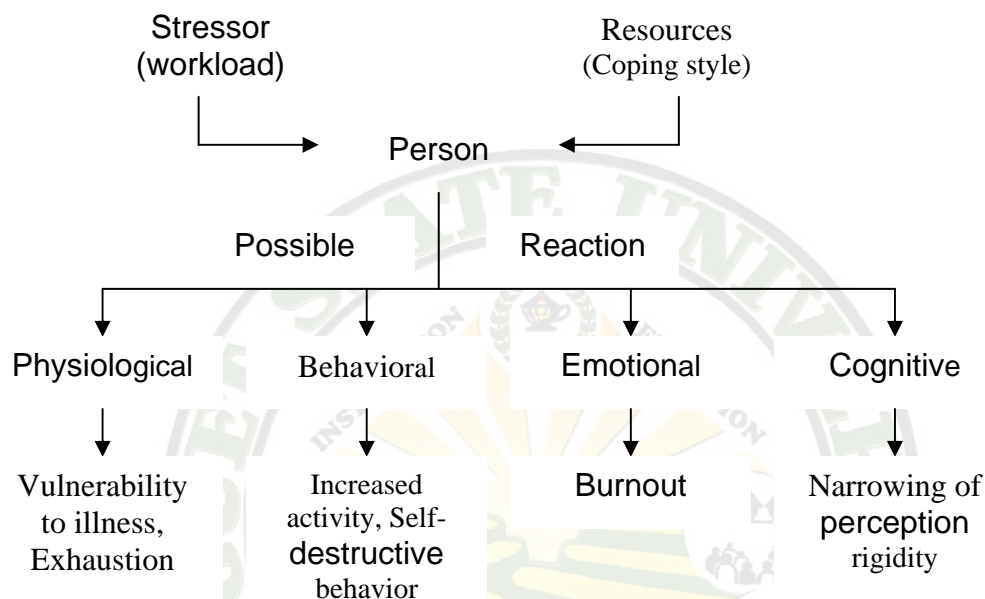 Stressor
(workload)
Resources
(Coping style)
Person
Possible Reaction
Physiological
Behavioral
Emotional
Cognitive
Vulnerability
to illness,
Exhaustion
Increased
activity, Self-
destructive
behavior
Burnout
Narrowing of
perception
rigidity